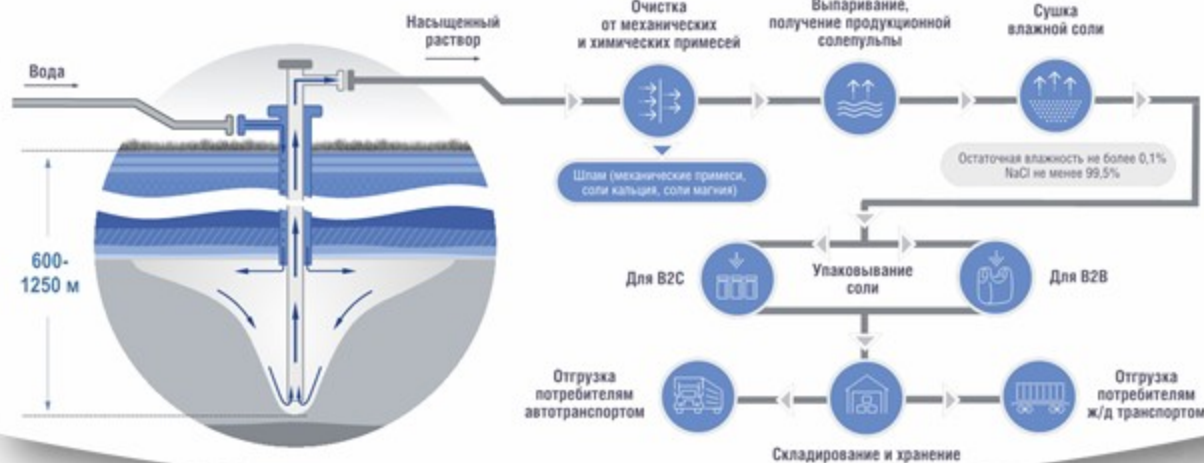 Вода
Насыщенный
раствор
Очистка
от механических
и химических примесей
Выпаривание,
получение продукционной
солепульпы
Сушка
влажной соли
Шлам (механические примеси,
соли кальция, соли магния)
Остаточная влажность не более 0,1%
NaCl не менее 99,5%
600-
1250 м
Для B2C
Упаковывание
соли
Для B2B
Отгрузка
потребителям
автотранспортом
Складирование и хранение
Отгрузка
потребителям
ж/д транспортом